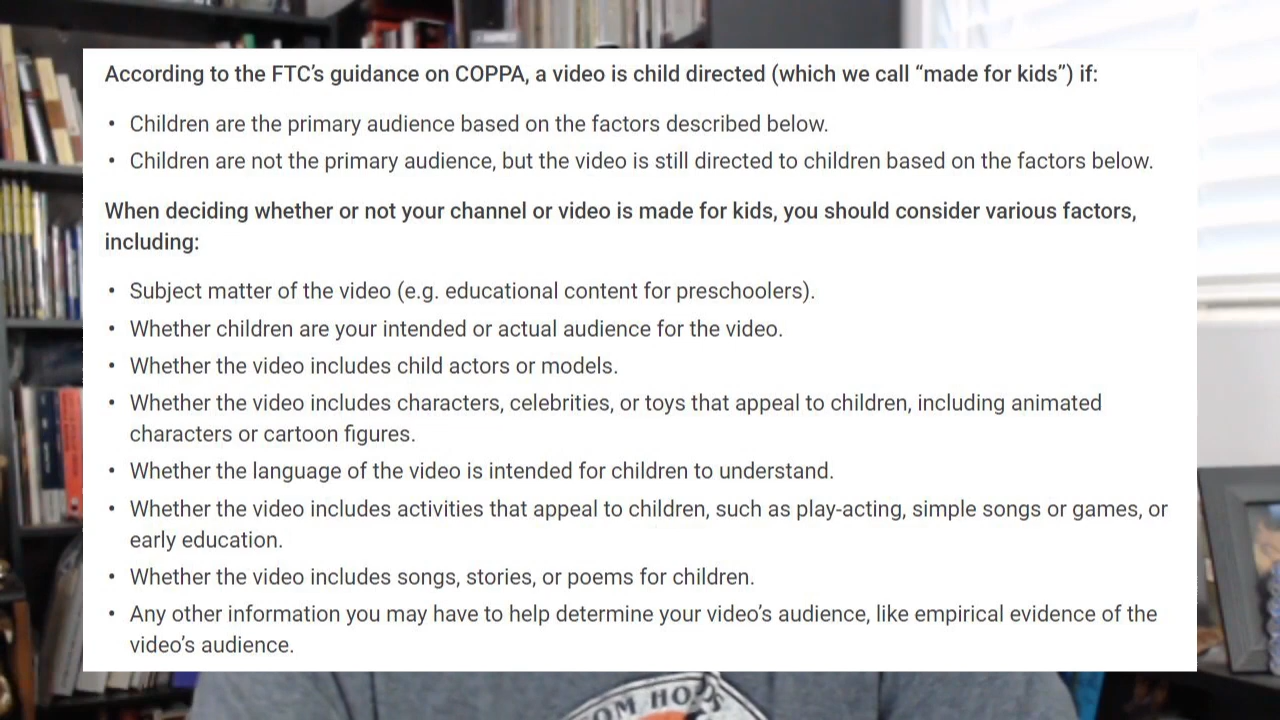 According to the FTC’s guidance on COPPA, a video is child directed (which we call “made for kids”) if:
• Children are the primary audience based on the factors described below.
• Children are not the primary audience, but the video is still directed to children based on the factors below.
When deciding whether or not your channel or video is made for kids, you should consider various factors,
including:
• Subject matter of the video (e.g. educational content for preschoolers).
• Whether children are your intended or actual audience for the video.
• Whether the video includes child actors or models.
• Whether the video includes characters, celebrities, or toys that appeal to children, including animated
characters or cartoon figures.
• Whether the language of the video is intended for children to understand.
• Whether the video includes activities that appeal to children, such as play-acting, simple songs or games, or
early education.
• Whether the video includes songs, stories, or poems for children.
• Any other information you may have to help determine your video’s audience, like empirical evidence of the
video’s audience.